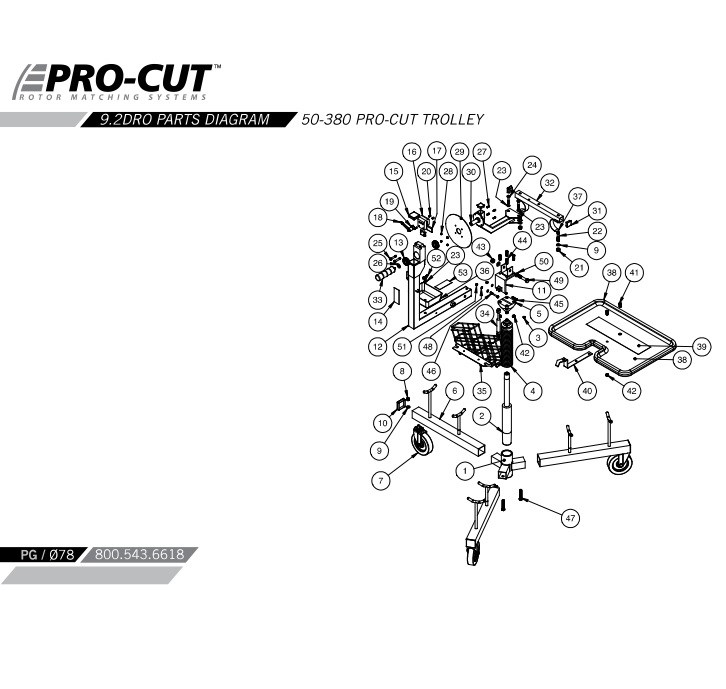 PRO-CUT™
ROTOR MATCHING SYSTEMS
9.2DRO PARTS DIAGRAM 50-380 PRO-CUT TROLLEY
16 17 29 27 23 24
15 20 28 30 32
19 37
18 31
23
25 13 52 23 43 44 22
26 9
53 36 50 21
49 38 41
33 11
45
14 34 5
3
12 51 48 42 39
46 38
8 35 4 40 42
6
10 2
9
7 1
47
PG / Ø78 800.543.6618